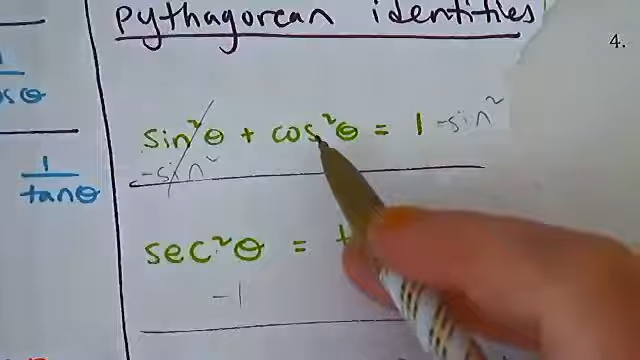 pythagorean identities
4.
sin²θ + cos²θ = 1 -sin²
-sin²
1
tanθ
sec²θ =
-1